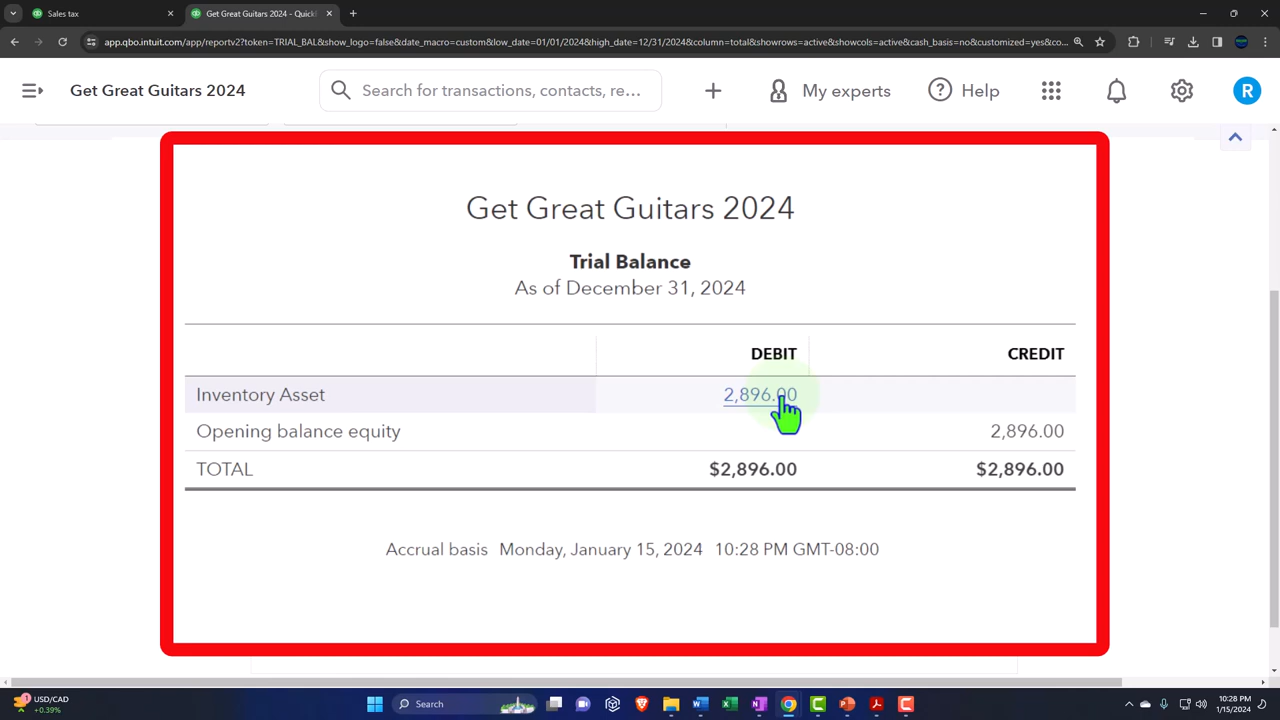 Sales tax
Get Great Guitars 2024 - Quick
app.qbo.intuit.com/app/reportv2?token=TRIAL_BAL&show_logo=false&date_macro=custom&low_date=01/01/2024&high_date=12/31/2024&column=total&showrows=active&showcols=active&cash_basis=no&customized=yes&co...
Get Great Guitars 2024
Search for transactions, contacts, re...
My experts
Help
R
Get Great Guitars 2024
Trial Balance
As of December 31, 2024
DEBIT CREDIT
Inventory Asset 2,896.00
Opening balance equity 2,896.00
TOTAL $2,896.00 $2,896.00
Accrual basis Monday, January 15, 2024 10:28 PM GMT-08:00
USD/CAD
+0.39%
Search
10:28 PM
1/15/2024